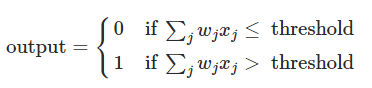 output = { 0 if ∑_j w_j x_j ≤ threshold
1 if ∑_j w_j x_j > threshold